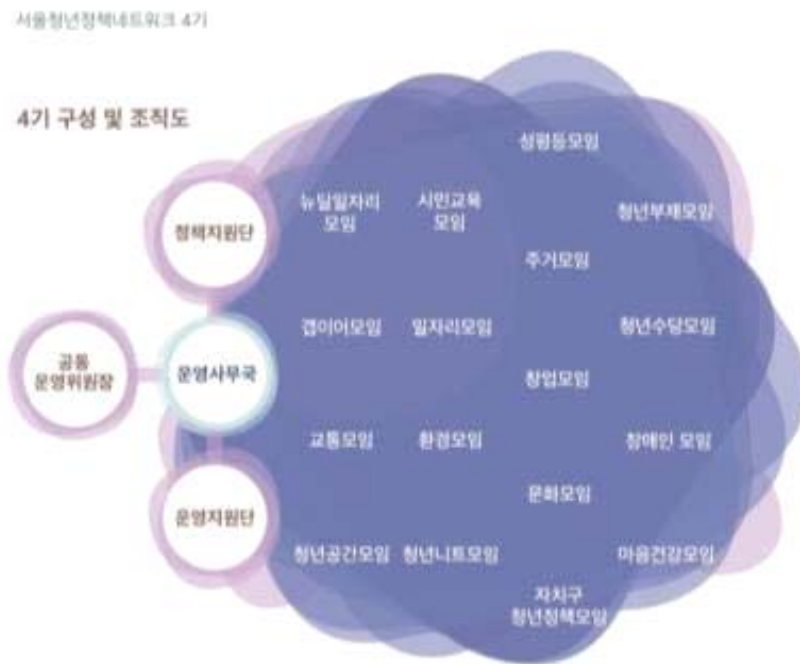 서울청년정책네트워크 4기
4기 구성 및 조직도
정책지원단
공동
운영위원장
운영사무국
운영지원단
뉴딜일자리
모임
시민교육
모임
성평등모임
청년부채모임
주거모임
갭이어모임
일자리모임
청년수당모임
창업모임
교통모임
환경모임
장애인 모임
문화모임
청년공간모임
청년니트모임
마음건강모임
자치구
청년정책모임